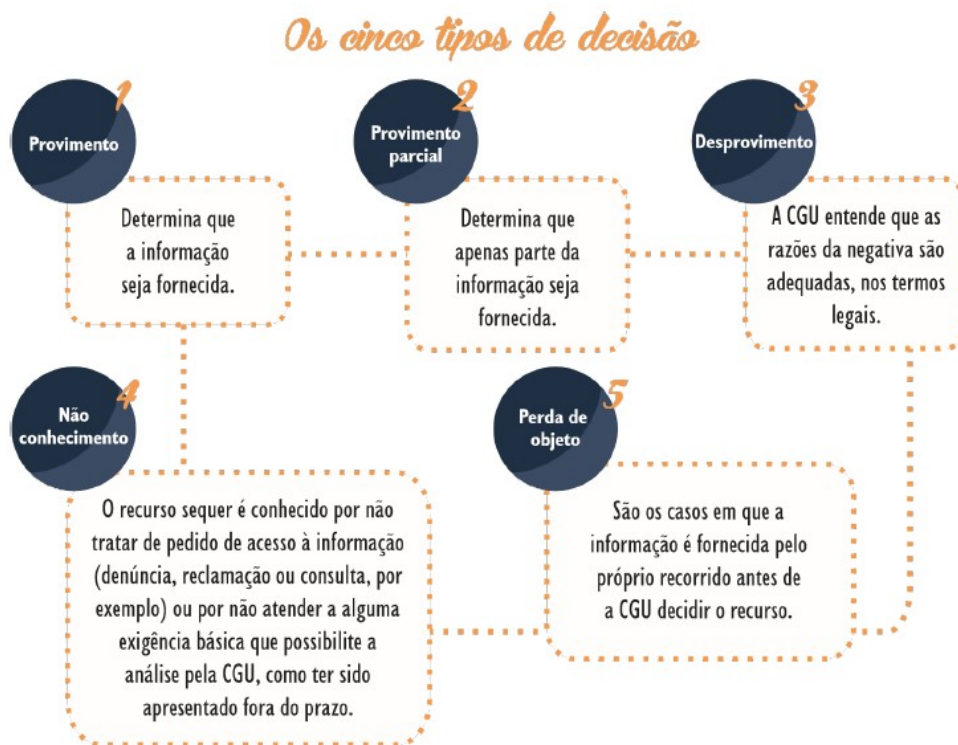 Os cinco tipos de decisão
1
Provimento
Determina que
a informação
seja fornecida.
2
Provimento
parcial
Determina que
apenas parte da
informação seja
fornecida.
3
Desprovimento
A CGU entende que as
razões da negativa são
adequadas, nos termos
legais.
4
Não
conhecimento
O recurso sequer é conhecido por não
tratar de pedido de acesso à informação
(denúncia, reclamação ou consulta, por
exemplo) ou por não atender a alguma
exigência básica que possibilite a
análise pela CGU, como ter sido
apresentado fora do prazo.
5
Perda de
objeto
São os casos em que a
informação é fornecida pelo
próprio recorrido antes de
a CGU decidir o recurso.